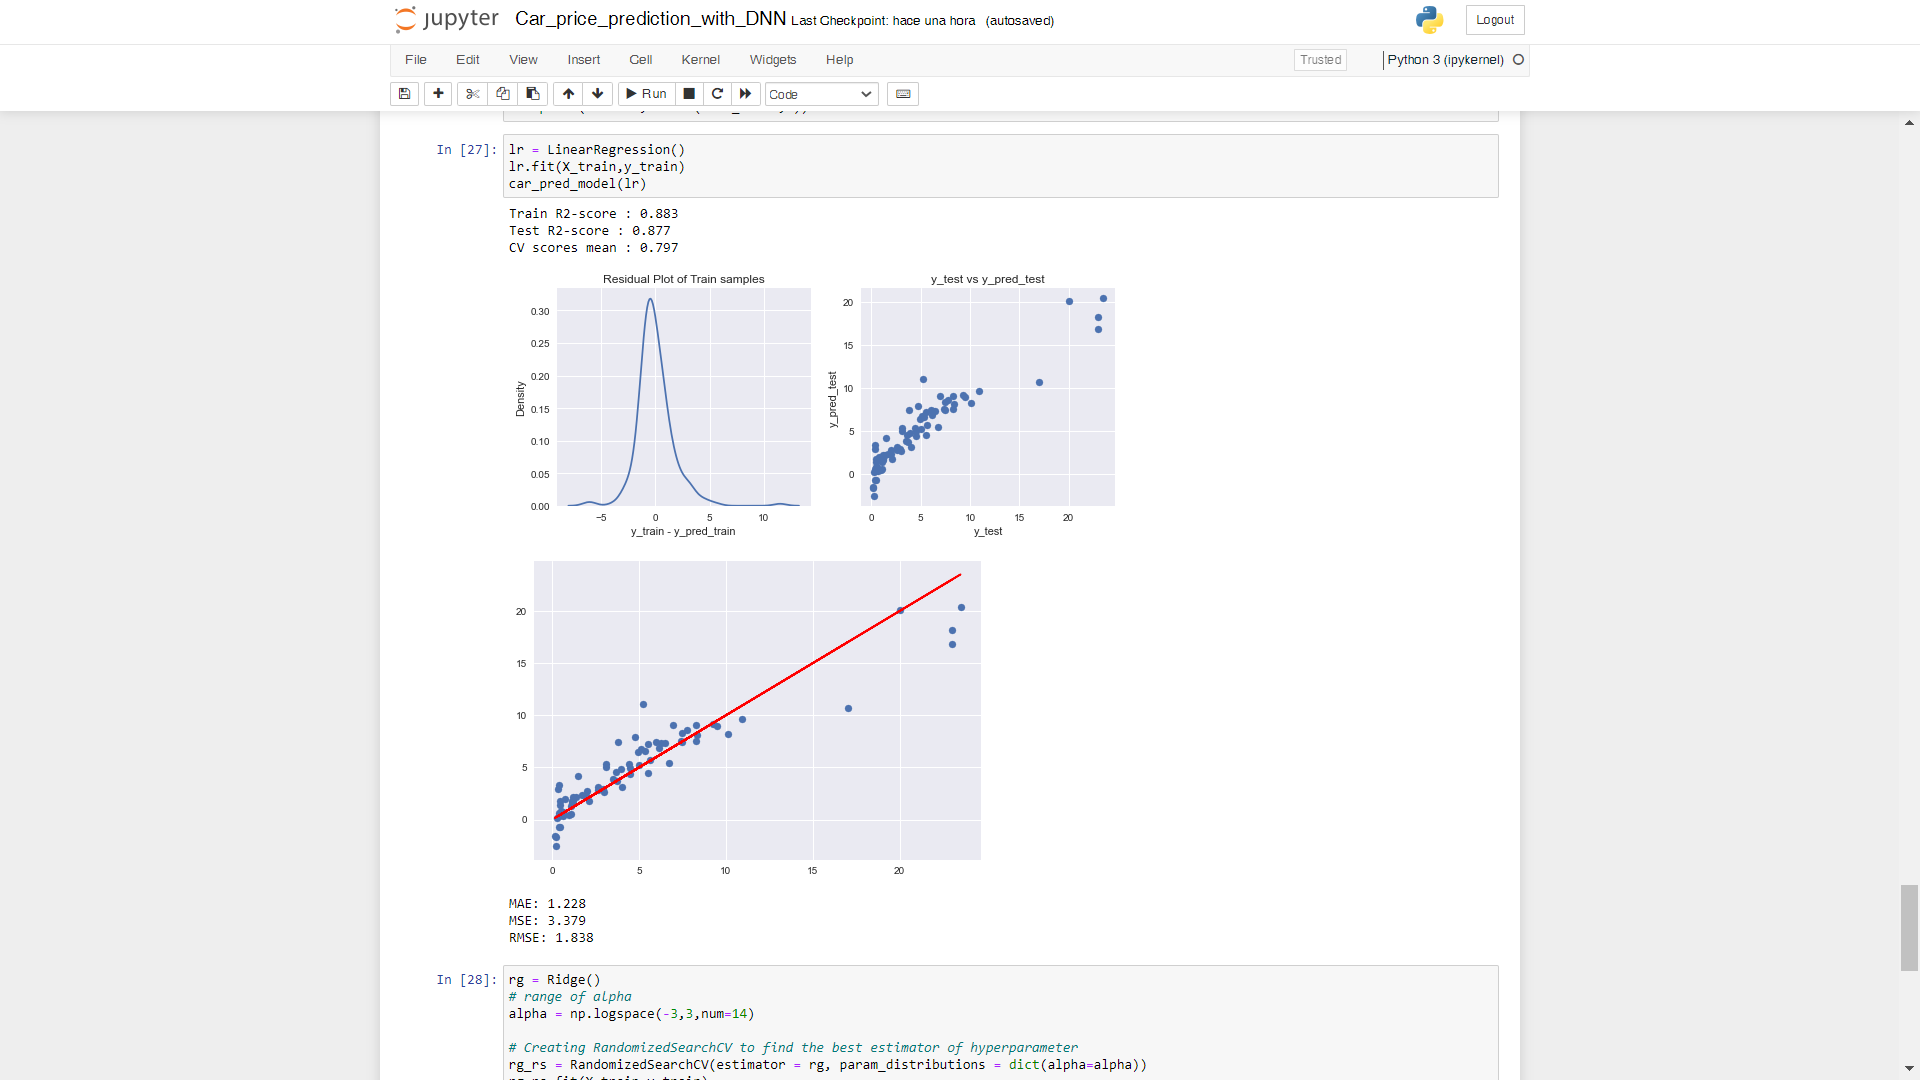 jupyter Car_price_prediction_with_DNN Last Checkpoint: hace una hora (autosaved)
Logout
File Edit View Insert Cell Kernel Widgets Help
Trusted
Python 3 (ipykernel)
Run
Code
In [27]:
lr = LinearRegression()
lr.fit(X_train,y_train)
car_pred_model(lr)
Train R2-score : 0.883
Test R2-score : 0.877
CV scores mean : 0.797
Residual Plot of Train samples
0.30
0.25
0.20
0.15
0.10
0.05
0.00
Density
-5 0 5 10
y_train - y_pred_train
y_test vs y_pred_test
20
15
10
5
0
y_pred_test
0 5 10 15 20
y_test
20
15
10
5
0
0 5 10 15 20
MAE: 1.228
MSE: 3.379
RMSE: 1.838
In [28]:
rg = Ridge()
# range of alpha
alpha = np.logspace(-3,3,num=14)
# Creating RandomizedSearchCV to find the best estimator of hyperparameter
rg_rs = RandomizedSearchCV(estimator = rg, param_distributions = dict(alpha=alpha))